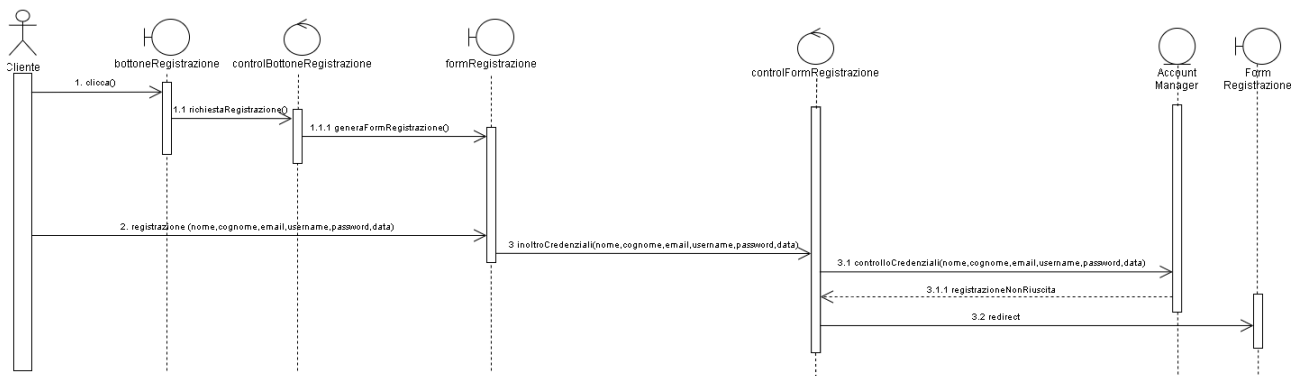 Cliente
bottoneRegistrazione
controlBottoneRegistrazione
formRegistrazione
controlFormRegistrazione
Account
Manager
Form
Registrazione
1. clicca()
1.1 richiestaRegistrazione()
1.1.1 generaFormRegistrazione()
2. registrazione (nome,cognome,email,username,password,data)
3 inoltroCredenziali(nome,cognome,email,username,password,data)
3.1 controlloCredenziali(nome,cognome,email,username,password,data)
3.1.1 registrazioneNonRiuscita
3.2 redirect